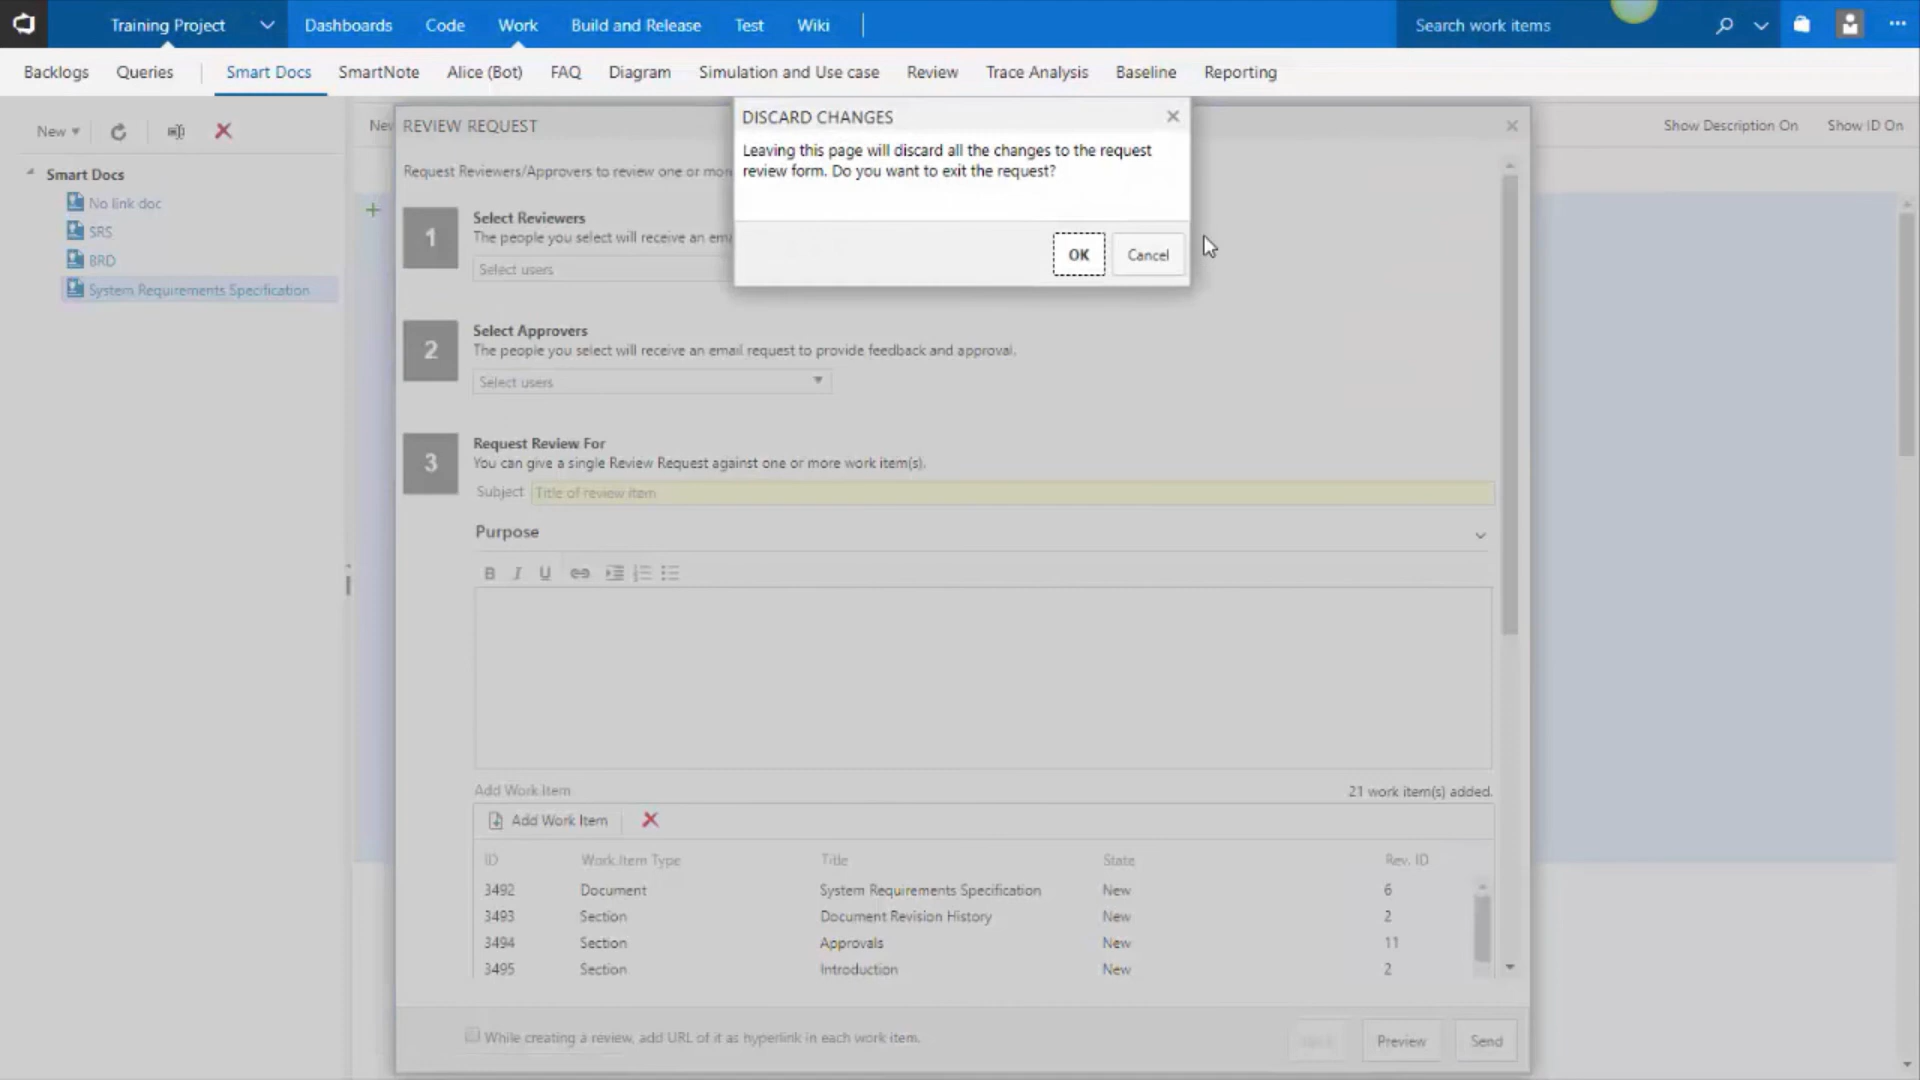 Training Project
Dashboards
Code
Work
Build and Release
Test
Wiki
Search work items
Backlogs
Queries
Smart Docs
SmartNote
Alice (Bot)
FAQ
Diagram
Simulation and Use case
Review
Trace Analysis
Baseline
Reporting
New
Smart Docs
No link doc
SRS
BRD
System Requirements Specification
Show Description On
Show ID On
REVIEW REQUEST
Request Reviewers/Approvers to review one or
DISCARD CHANGES
Leaving this page will discard all the changes to the request
review form. Do you want to exit the request?
OK
Cancel
1
Select Reviewers
The people you select will receive an
Select users
2
Select Approvers
The people you select will receive an email request to provide feedback and approval.
Select users
3
Request Review For
You can give a single Review Request against one or more work item(s).
Subject
Title of review item
Purpose
B I U
Add Work Item
21 work item(s) added.
Add Work Item
ID Work Item Type Title State Rev. ID
3492 Document System Requirements Specification New 6
3493 Section Document Revision History New 2
3494 Section Approvals New 11
3495 Section Introduction New 2
While creating a review, add URL of it as hyperlink in each work item.
Preview
Send